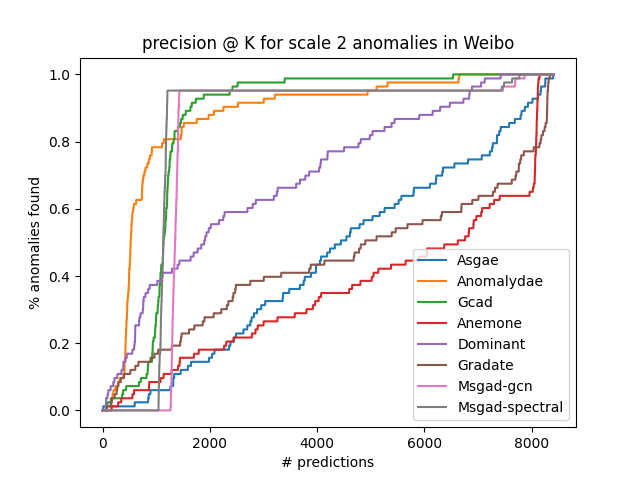 precision @ K for scale 2 anomalies in Weibo
1.0
0.8
0.6
0.4
0.2
0.0
% anomalies found
0 2000 4000 6000 8000
# predictions
Asgae
Anomalydae
Gcad
Anemone
Dominant
Gradate
Msgad-gcn
Msgad-spectral